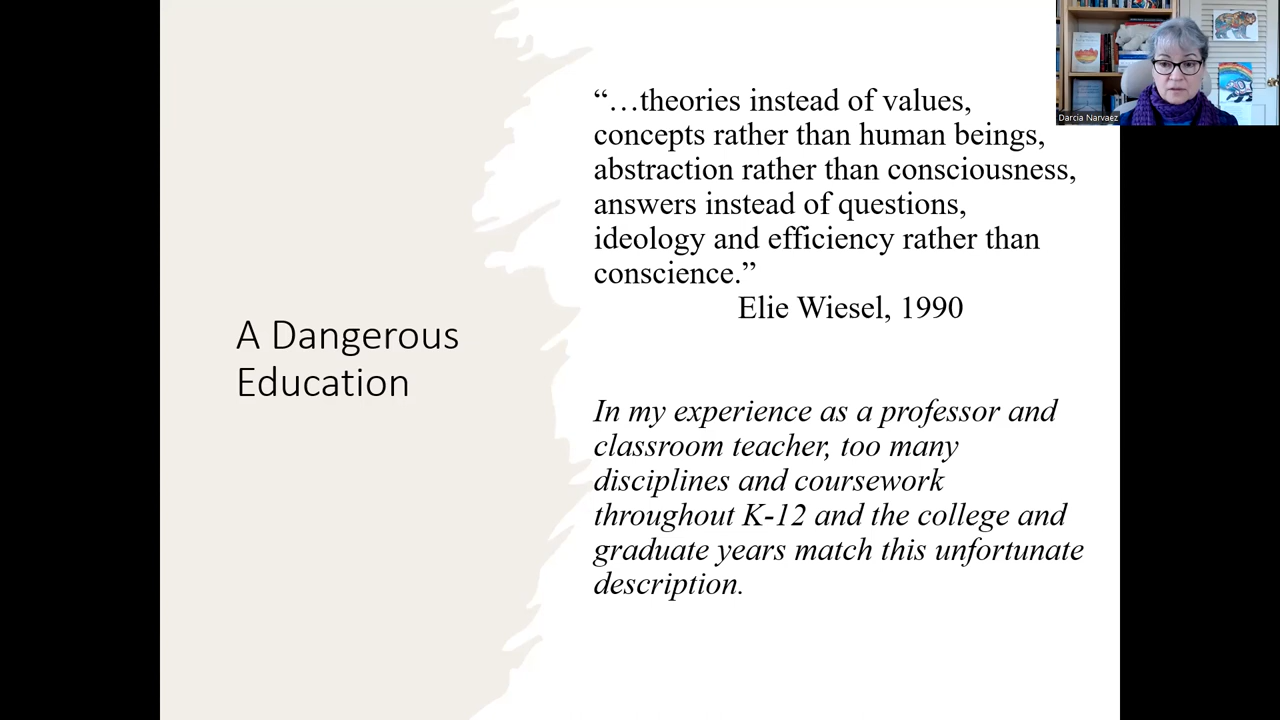 A Dangerous
Education
“…theories instead of values,
concepts rather than human beings,
abstraction rather than consciousness,
answers instead of questions,
ideology and efficiency rather than
conscience.”
Elie Wiesel, 1990
In my experience as a professor and
classroom teacher, too many
disciplines and coursework
throughout K-12 and the college and
graduate years match this unfortunate
description.
Darcia Narvaez